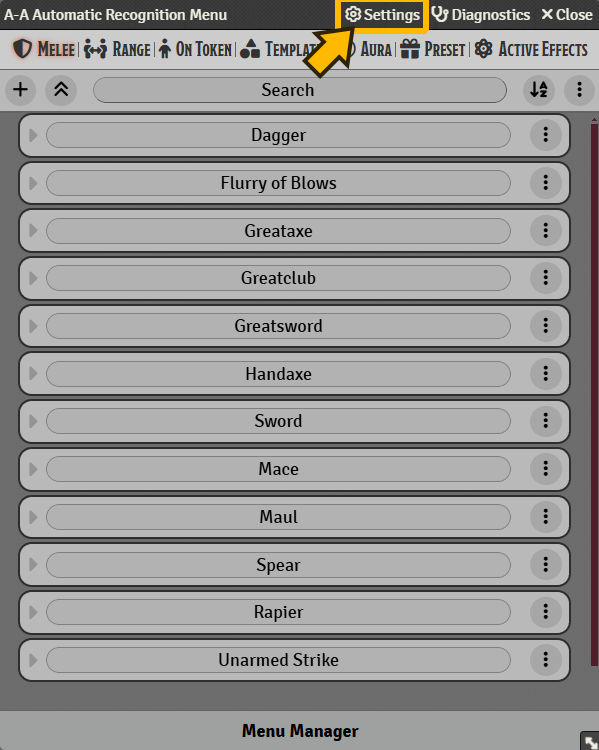 A-A Automatic Recognition Menu Settings Diagnostics Close
Melee Range On Token Aura Preset Active Effects
Search
Dagger
Flurry of Blows
Greataxe
Greatclub
Greatsword
Handaxe
Sword
Mace
Maul
Spear
Rapier
Unarmed Strike
Menu Manager